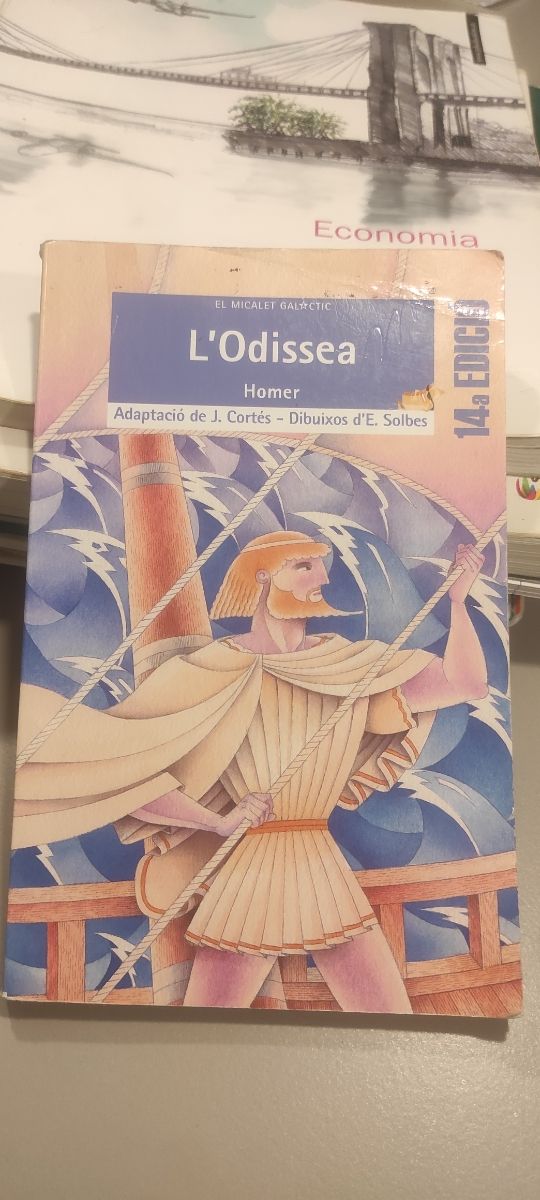 Economia
EL MICALET GALÀCTIC
L'Odissea
Homer
Adaptació de J. Cortés - Dibuixos d'E. Solbes
14a EDICIÓ